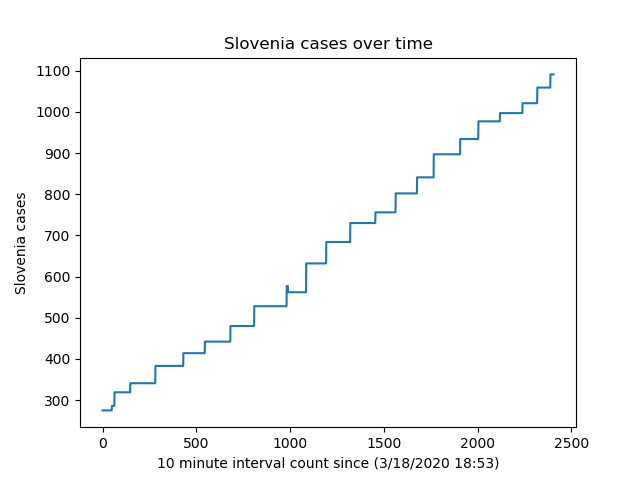 Slovenia cases over time
1100
1000
900
800
700
600
500
400
300
Slovenia cases
0 500 1000 1500 2000 2500
10 minute interval count since (3/18/2020 18:53)